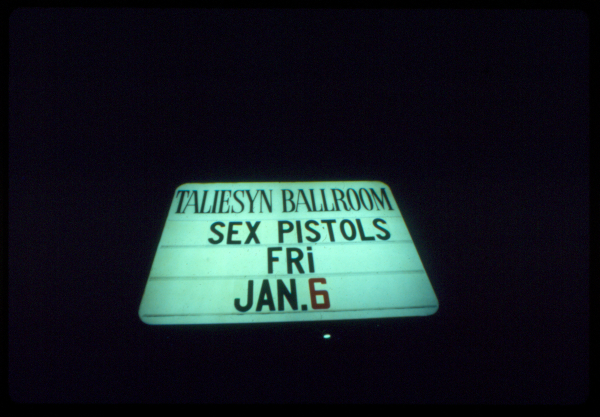 TALIESYN BALLROOM
SEX PISTOLS
FRi
JAN.6